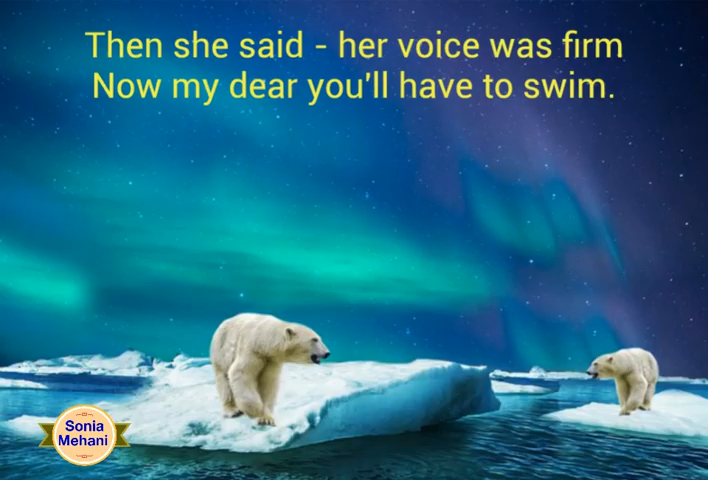 Then she said - her voice was firm
Now my dear you'll have to swim.
Sonia
Mehani